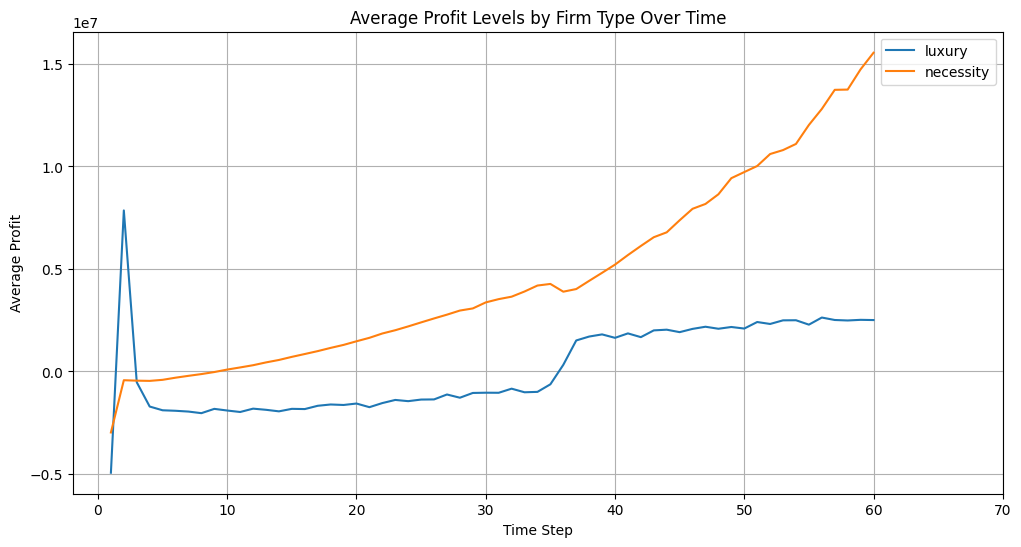 Average Profit Levels by Firm Type Over Time
1e7
luxury
necessity
1.5
1.0
0.5
0.0
−0.5
Average Profit
0 10 20 30 40 50 60 70
Time Step